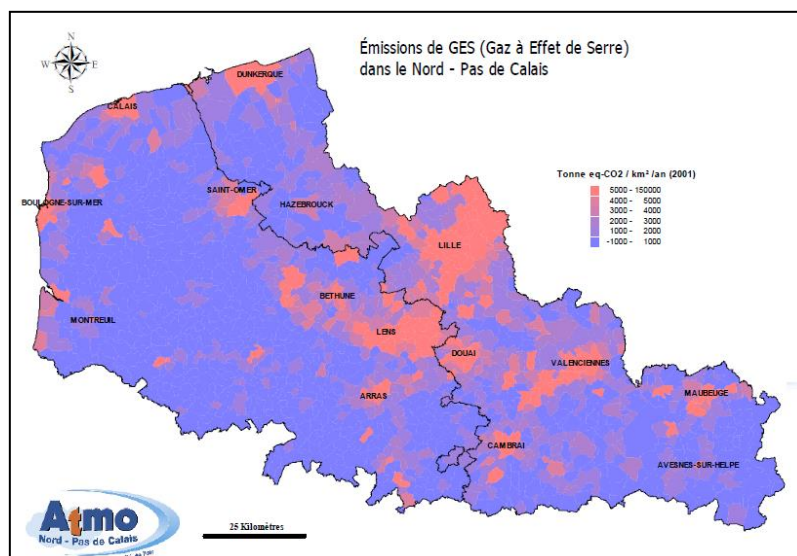 Émissions de GES (Gaz à Effet de Serre)
dans le Nord - Pas de Calais
N
W
E
S
DUNKERQUE
CALAIS
SAINT-OMER
BOULOGNE-SUR-MER
HAZEBROUCK
Tonne eq-CO2 / km² /an (2001)
5000 - 150000
4000 - 5000
3000 - 4000
2000 - 3000
1000 - 2000
-1000 - 1000
LILLE
BETHUNE
MONTREUIL
LENS
DOUAI
VALENCIENNES
ARRAS
MAUBEUGE
CAMBRAI
AVESNES-SUR-HELPE
Atmo
Nord - Pas de Calais
25 Kilomètres